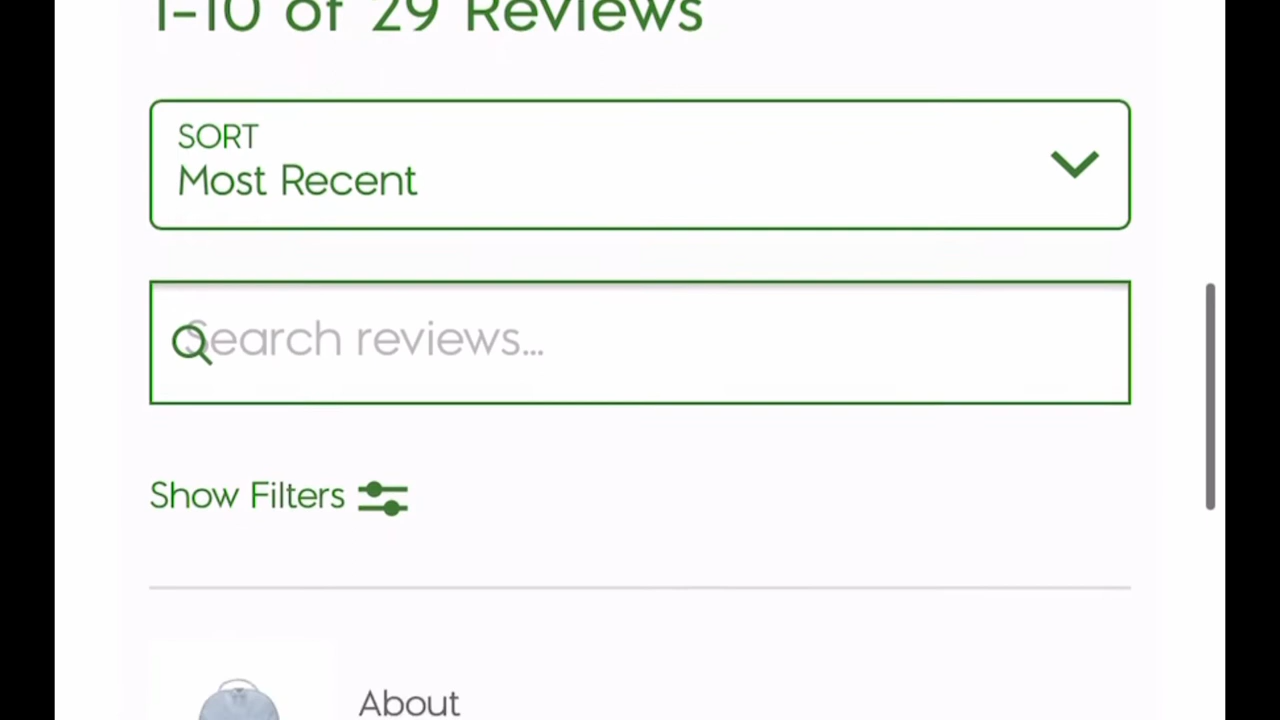 1-10 of 29 Reviews
SORT
Most Recent
Search reviews...
Show Filters
About